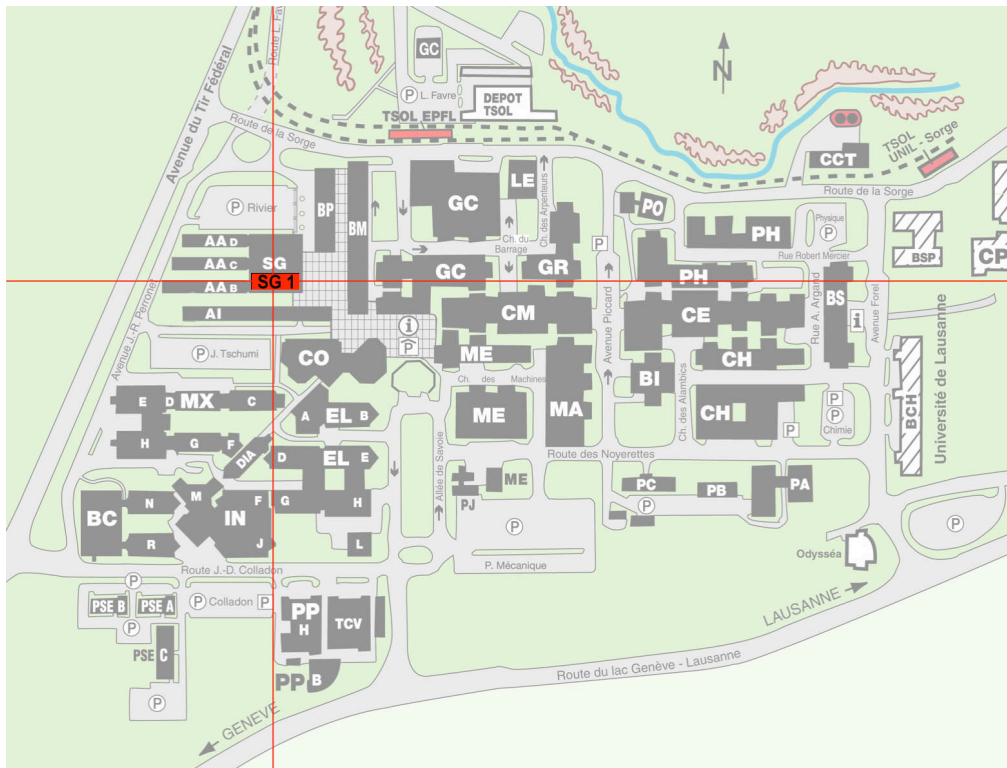 Route L. Favre
GC
Avenue du Tir Fédéral
P L. Favre
DEPOT
TSOL
N
TSOL EPFL
Route de la Sorge
TSOL
UNIL-Sorge
CCT
Route de la Sorge
LE
BP
BM
GC
Ch. des Arpenteurs
P Rivier
PO
PH
Physique
P
BSP
CP
AA D
SG
Ch. du
Barrage
P
Rue Robert Mercier
AA C
GC
GR
PH
AA B
SG 1
BS
AI
CM
CE
Rue A. Argand
Avenue Forel
i
i
P
Avenue J.-R. Perronet
Avenue Piccard
P J. Tschumi
CO
ME
CH
Ch. des Machines
BI
Ch. des Alambics
BCH
Université de Lausanne
E
D
MX
C
A
EL
B
ME
MA
CH
P
P
Chimie
P
H
G
F
DIA
D
EL
E
Allée de Savoie
Route des Noyerettes
ME
PJ
PC
PB
PA
P
BC
N
M
IN
F
G
H
P
P
R
J
L
Odysséa
P. Mécanique
Route J.-D. Colladon
P
P
PSE B
PSE A
P Colladon P
PP
H
TCV
P
LAUSANNE
PSE C
PP
B
Route du lac Genève - Lausanne
P
GENEVE